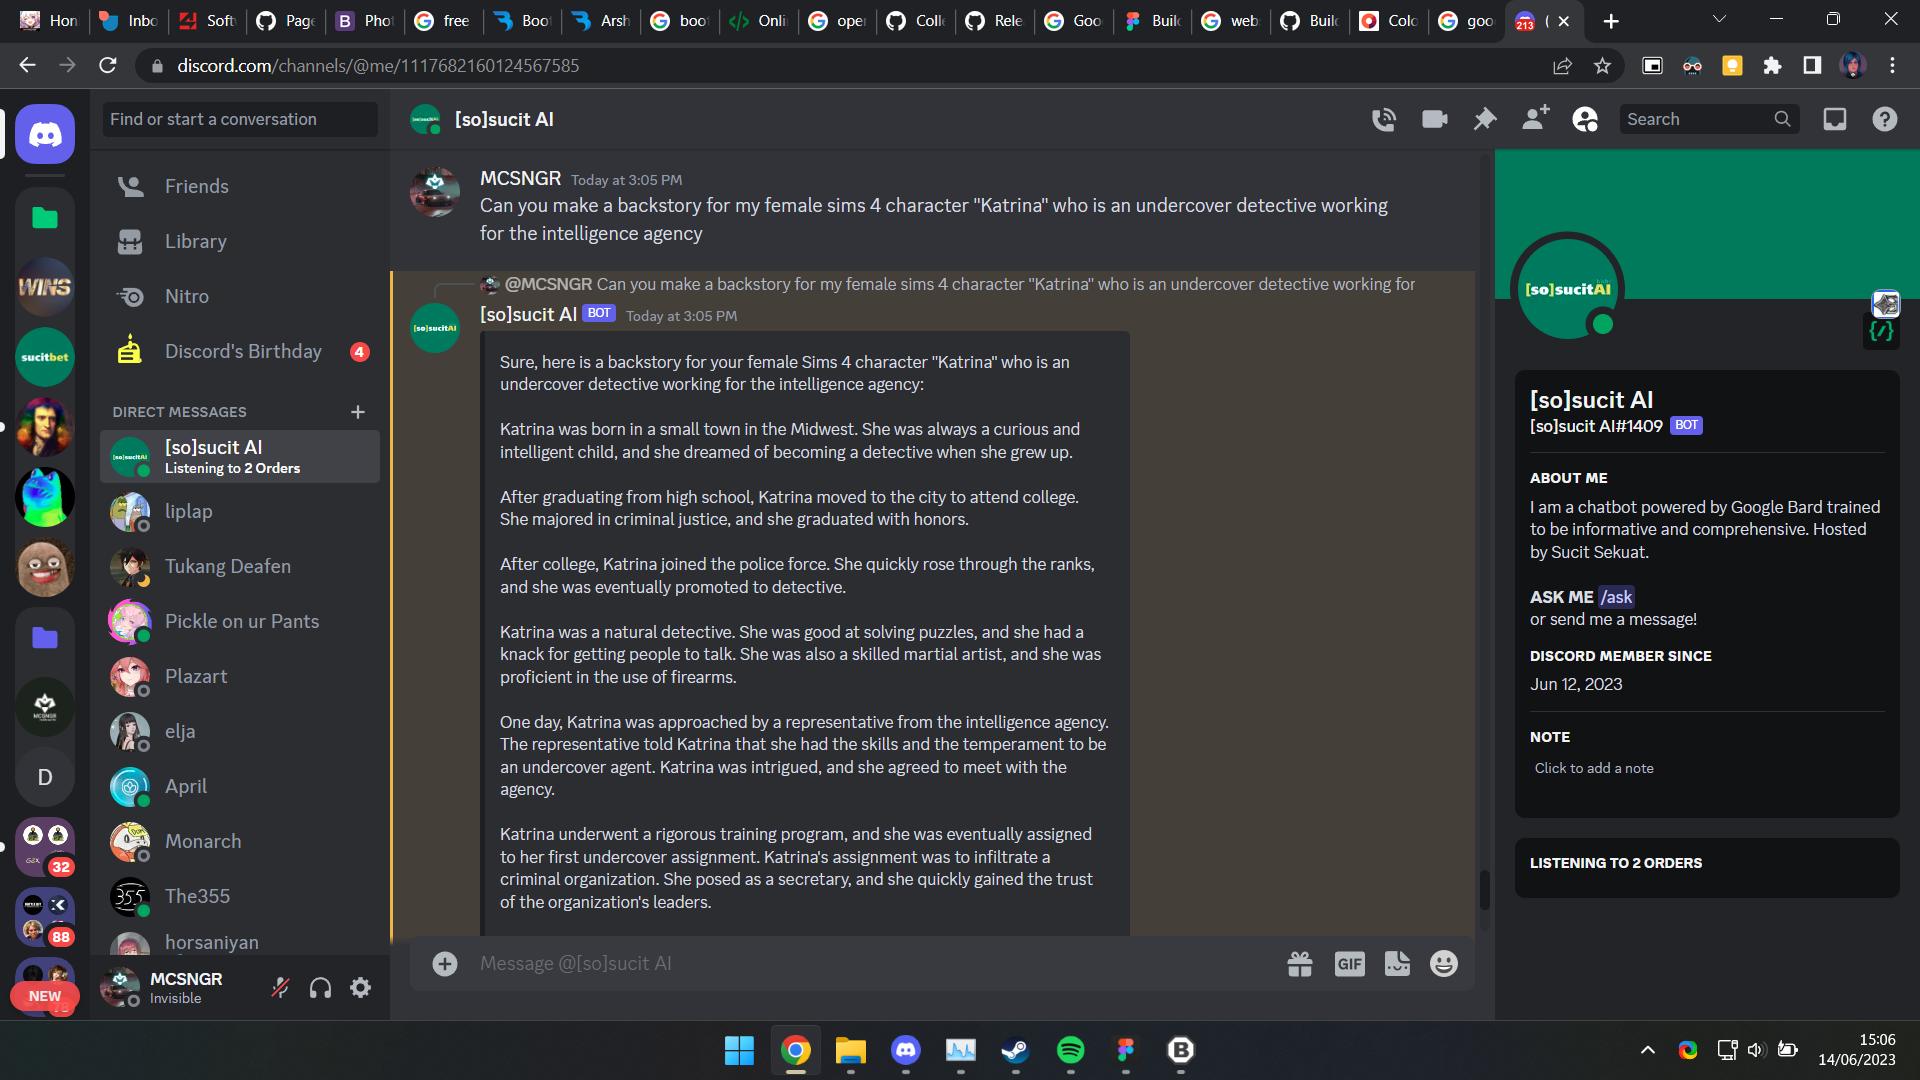 Hon
Inbo
Soft
Page
Pho
free
Boot
Arsh
boot
Onli
oper
Colle
Rele
Goo
Build
web
Build
Colo
goo
213
(
discord.com/channels/@me/1117682160124567585
Find or start a conversation
[so]sucit AI
Search
Friends
Library
Nitro
Discord's Birthday
4
DIRECT MESSAGES
[so]sucit AI
Listening to 2 Orders
liplap
Tukang Deafen
Pickle on ur Pants
Plazart
elja
April
Monarch
The355
horsaniyan
WINS
sucitbet
MCSNGR
D
GEX
32
88
NEW
MCSNGR
Invisible
MCSNGR Today at 3:05 PM
Can you make a backstory for my female sims 4 character "Katrina" who is an undercover detective working
for the intelligence agency
@MCSNGR Can you make a backstory for my female sims 4 character "Katrina" who is an undercover detective working for
[so]sucitAI
[so]sucit AI BOT Today at 3:05 PM
Sure, here is a backstory for your female Sims 4 character "Katrina" who is an
undercover detective working for the intelligence agency:
Katrina was born in a small town in the Midwest. She was always a curious and
intelligent child, and she dreamed of becoming a detective when she grew up.
After graduating from high school, Katrina moved to the city to attend college.
She majored in criminal justice, and she graduated with honors.
After college, Katrina joined the police force. She quickly rose through the ranks,
and she was eventually promoted to detective.
Katrina was a natural detective. She was good at solving puzzles, and she had a
knack for getting people to talk. She was also a skilled martial artist, and she was
proficient in the use of firearms.
One day, Katrina was approached by a representative from the intelligence agency.
The representative told Katrina that she had the skills and the temperament to be
an undercover agent. Katrina was intrigued, and she agreed to meet with the
agency.
Katrina underwent a rigorous training program, and she was eventually assigned
to her first undercover assignment. Katrina's assignment was to infiltrate a
criminal organization. She posed as a secretary, and she quickly gained the trust
of the organization's leaders.
Message @[so]sucit AI
GIF
[so]sucitAI
{/}
[so]sucit AI
[so]sucit AI#1409 BOT
ABOUT ME
I am a chatbot powered by Google Bard trained
to be informative and comprehensive. Hosted
by Sucit Sekuat.
ASK ME /ask
or send me a message!
DISCORD MEMBER SINCE
Jun 12, 2023
NOTE
Click to add a note
LISTENING TO 2 ORDERS
15:06
14/06/2023